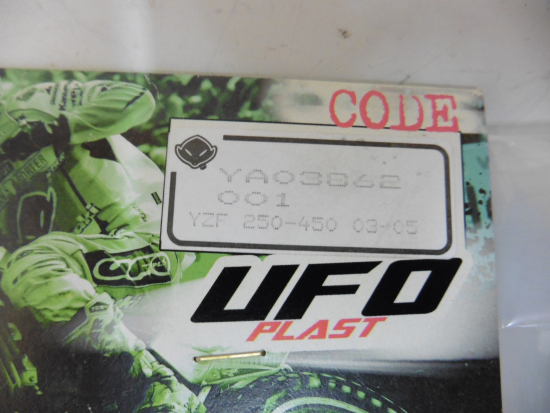 CODE
YA03862
001
YZF 250-450 03-05
UFO
PLAST